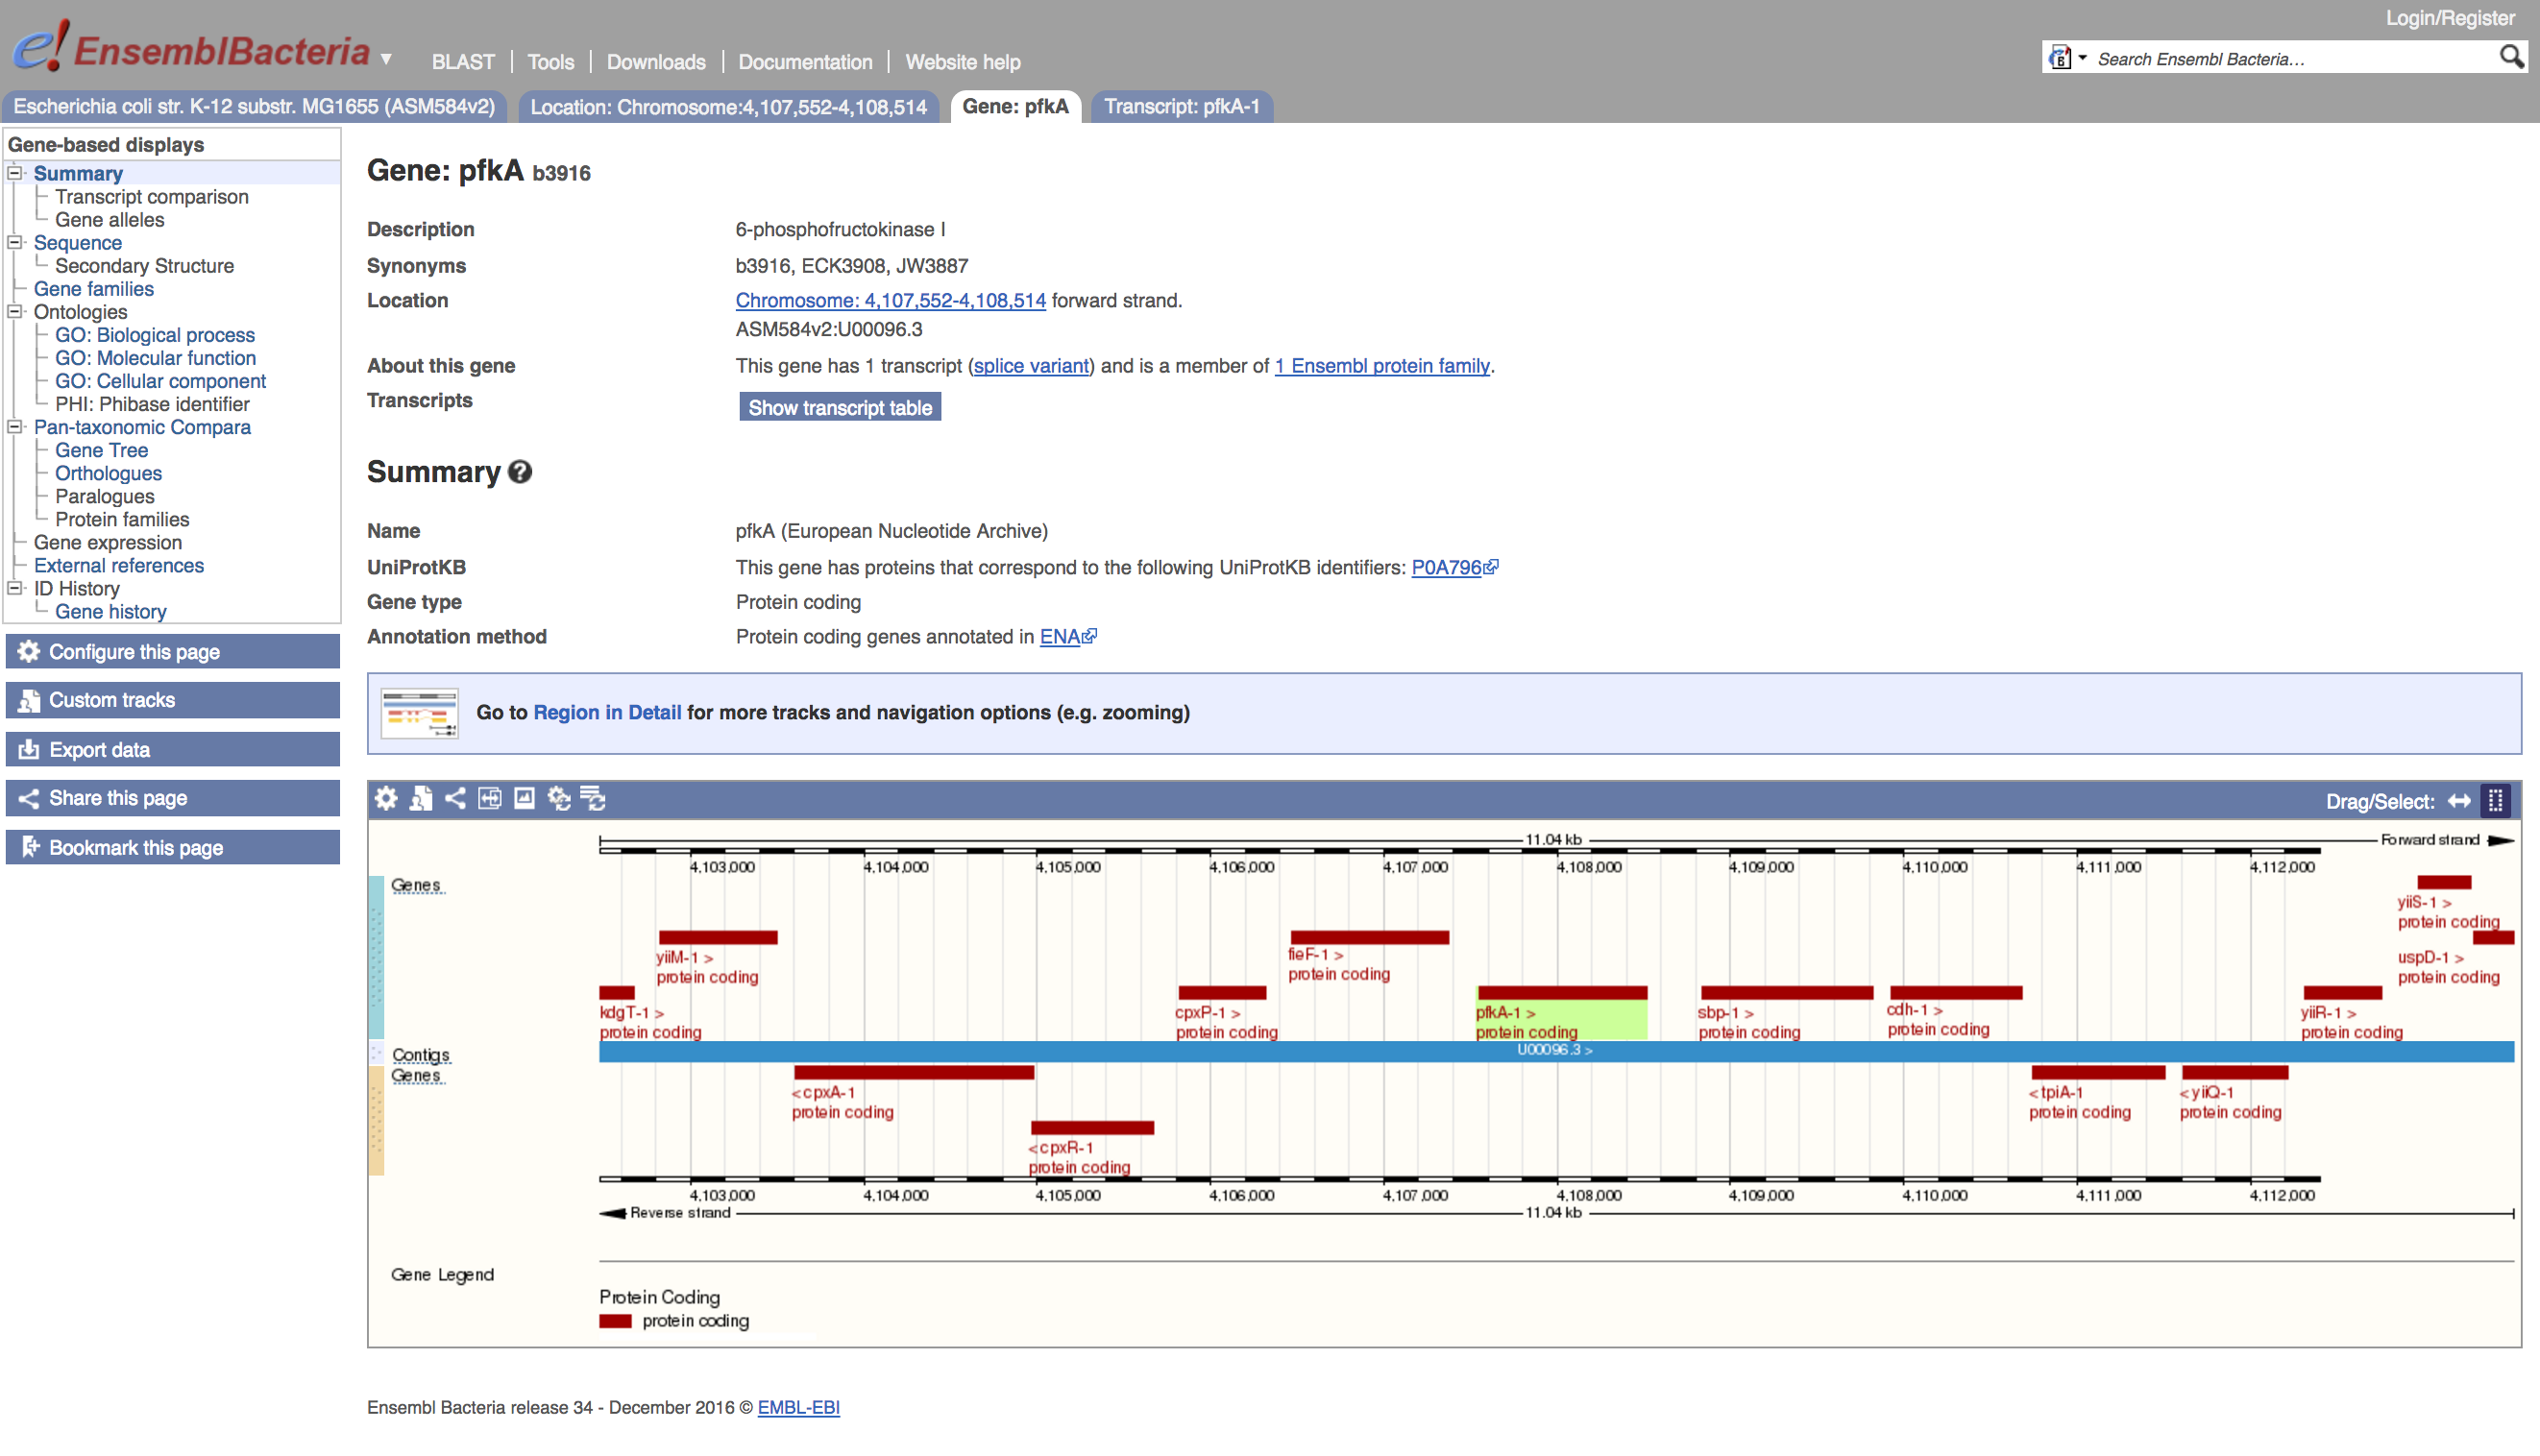 Login/Register
e!EnsemblBacteria ▼ BLAST | Tools | Downloads | Documentation | Website help
Search Ensembl Bacteria...
Escherichia coli str. K-12 substr. MG1655 (ASM584v2) Location: Chromosome:4,107,552-4,108,514 Gene: pfkA Transcript: pfkA-1
Gene-based displays
Summary
Transcript comparison
Gene alleles
Sequence
Secondary Structure
Gene families
Ontologies
GO: Biological process
GO: Molecular function
GO: Cellular component
PHI: Phibase identifier
Pan-taxonomic Compara
Gene Tree
Orthologues
Paralogues
Protein families
Gene expression
External references
ID History
Gene history
Configure this page
Custom tracks
Export data
Share this page
Bookmark this page
Gene: pfkA b3916
Description 6-phosphofructokinase I
Synonyms b3916, ECK3908, JW3887
Location Chromosome: 4,107,552-4,108,514 forward strand.
ASM584v2:U00096.3
About this gene This gene has 1 transcript (splice variant) and is a member of 1 Ensembl protein family.
Transcripts Show transcript table
Summary ?
Name pfkA (European Nucleotide Archive)
UniProtKB This gene has proteins that correspond to the following UniProtKB identifiers: P0A796
Gene type Protein coding
Annotation method Protein coding genes annotated in ENA
Go to Region in Detail for more tracks and navigation options (e.g. zooming)
Drag/Select:
11.04 kb Forward strand
4,103,000 4,104,000 4,105,000 4,106,000 4,107,000 4,108,000 4,109,000 4,110,000 4,111,000 4,112,000
Genes
yiiS-1 >
protein coding
yiiM-1 >
protein coding
fieF-1 >
protein coding
uspD-1 >
protein coding
kdgT-1 >
protein coding
cpxP-1 >
protein coding
pfkA-1 >
protein coding
sbp-1 >
protein coding
cdh-1 >
protein coding
yiiR-1 >
protein coding
Contigs
U00096.3 >
Genes
< cpxA-1
protein coding
< tpiA-1
protein coding
< yiiQ-1
protein coding
< cpxR-1
protein coding
4,103,000 4,104,000 4,105,000 4,106,000 4,107,000 4,108,000 4,109,000 4,110,000 4,111,000 4,112,000
Reverse strand 11.04 kb
Gene Legend
Protein Coding
protein coding
Ensembl Bacteria release 34 - December 2016 © EMBL-EBI